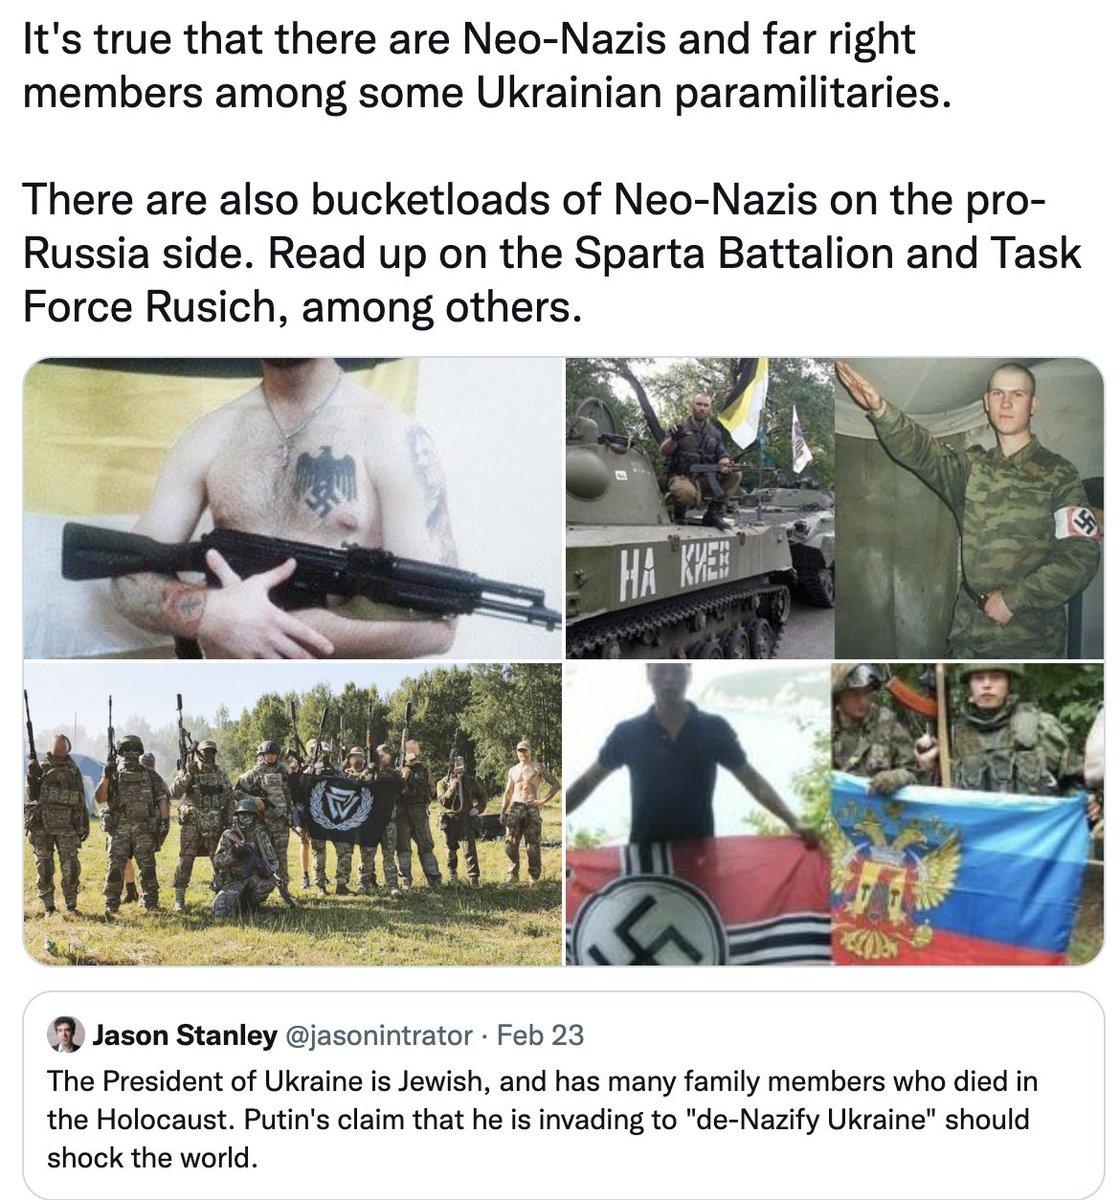 It's true that there are Neo-Nazis and far right
members among some Ukrainian paramilitaries.
There are also bucketloads of Neo-Nazis on the pro-
Russia side. Read up on the Sparta Battalion and Task
Force Rusich, among others.
НА КИЕВ
Jason Stanley @jasonintrator · Feb 23
The President of Ukraine is Jewish, and has many family members who died in
the Holocaust. Putin's claim that he is invading to "de-Nazify Ukraine" should
shock the world.